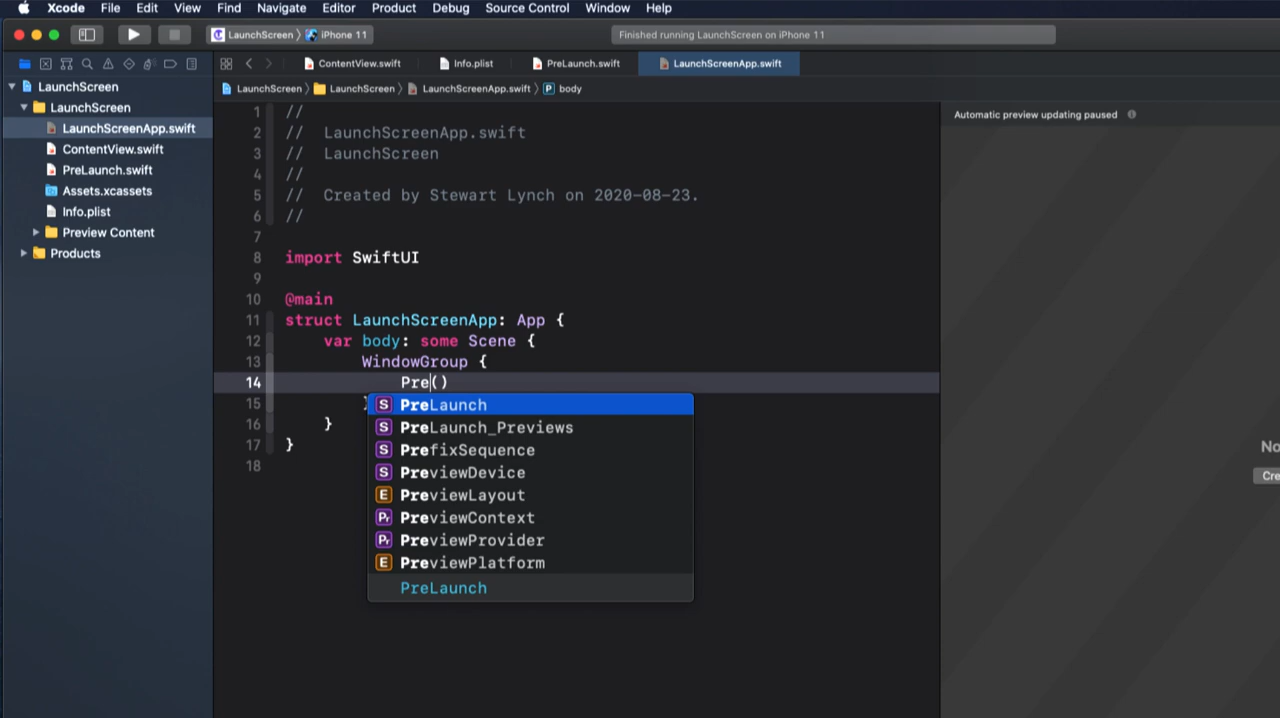 Xcode File Edit View Find Navigate Editor Product Debug Source Control Window Help
LaunchScreen iPhone 11 Finished running LaunchScreen on iPhone 11
ContentView.swift Info.plist PreLaunch.swift LaunchScreenApp.swift
LaunchScreen LaunchScreen LaunchScreenApp.swift P body
LaunchScreen
LaunchScreen
LaunchScreenApp.swift
ContentView.swift
PreLaunch.swift
Assets.xcassets
Info.plist
Preview Content
Products
1 //
2 // LaunchScreenApp.swift
3 // LaunchScreen
4 //
5 // Created by Stewart Lynch on 2020-08-23.
6 //
7
8 import SwiftUI
9
10 @main
11 struct LaunchScreenApp: App {
12 var body: some Scene {
13 WindowGroup {
14 Pre()
15 }
16 }
17 }
18
S PreLaunch
S PreLaunch_Previews
S PrefixSequence
S PreviewDevice
E PreviewLayout
Pr PreviewContext
Pr PreviewProvider
E PreviewPlatform
PreLaunch
Automatic preview updating paused
No
Cre